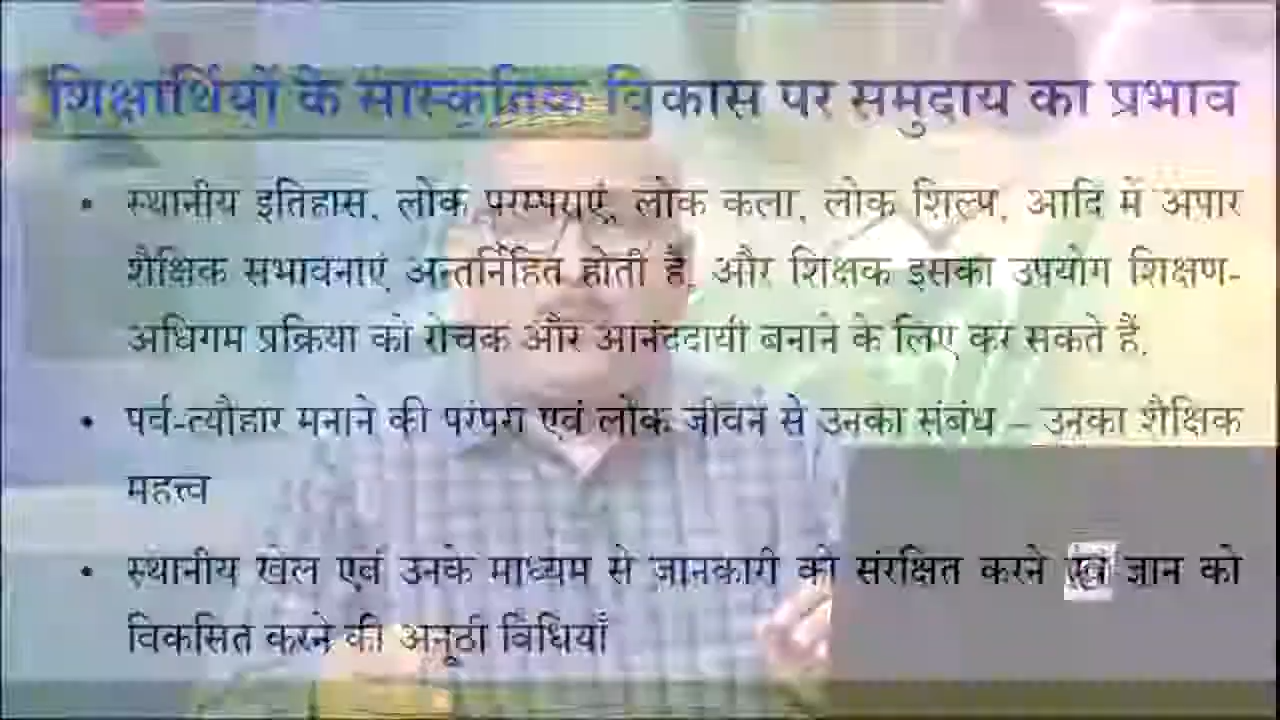 शिक्षार्थियों के सांस्कृतिक विकास पर समुदाय का प्रभाव
• स्थानीय इतिहास, लोक परम्पराएं, लोक कला, लोक शिल्प, आदि में अपार
शैक्षिक संभावनाएं अन्तर्निहित होती हैं, और शिक्षक इसका उपयोग शिक्षण-
अधिगम प्रक्रिया को रोचक और आनंददायी बनाने के लिए कर सकते हैं.
• पर्व-त्यौहार मनाने की परंपरा एवं लोक जीवन से उनका संबंध – उनका शैक्षिक
महत्त्व
• स्थानीय खेल एवं उनके माध्यम से जानकारी को संरक्षित करने एवं ज्ञान को
विकसित करने की अनूठी विधियाँ